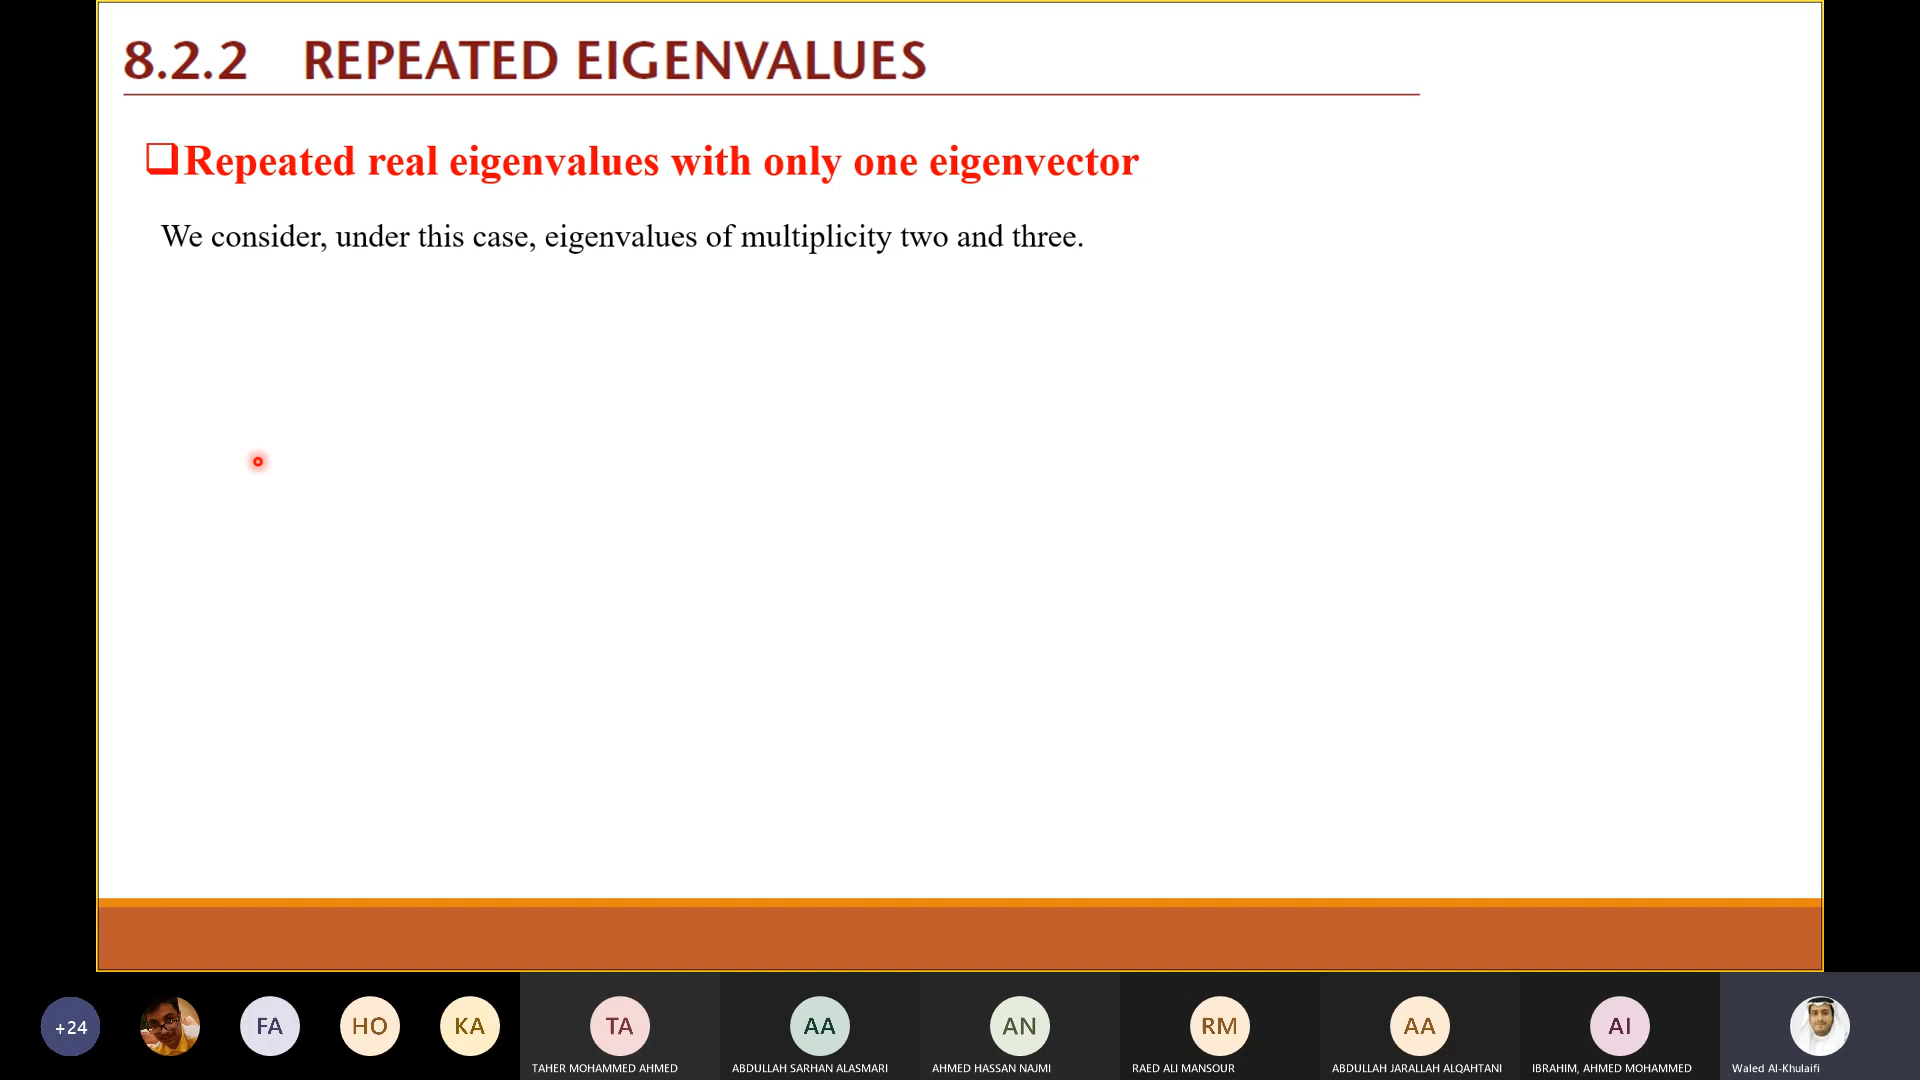 8.2.2 REPEATED EIGENVALUES
Repeated real eigenvalues with only one eigenvector
We consider, under this case, eigenvalues of multiplicity two and three.
+24
FA
HO
KA
TA
AA
AN
RM
AA
AI
TAHER MOHAMMED AHMED
ABDULLAH SARHAN ALASMARI
AHMED HASSAN NAJMI
RAED ALI MANSOUR
ABDULLAH JARALLAH ALQAHTANI
IBRAHIM, AHMED MOHAMMED
Waled Al-Khulaifi